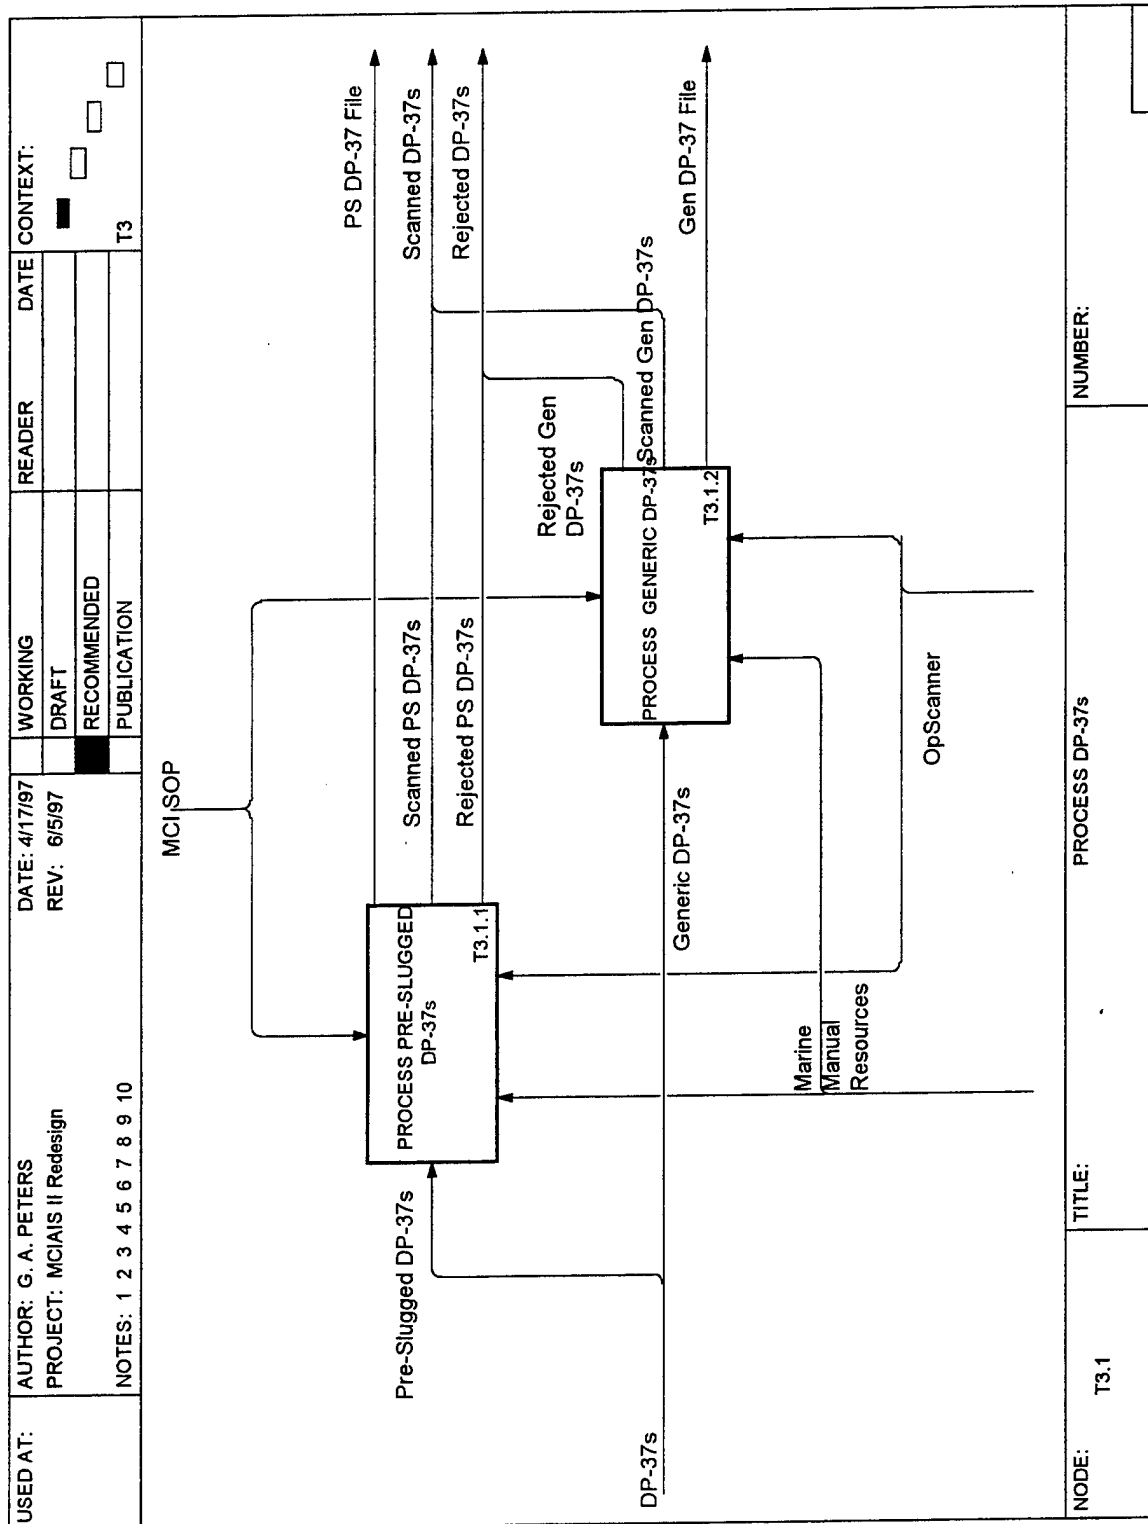 USED AT:
AUTHOR: G. A. PETERS
DATE: 4/17/97
WORKING
READER
DATE
CONTEXT:
PROJECT: MCIAIS II Redesign
REV: 6/5/97
DRAFT
RECOMMENDED
NOTES: 1 2 3 4 5 6 7 8 9 10
PUBLICATION
T3
MCI SOP
PS DP-37 File
PROCESS PRE-SLUGGED
DP-37s
T3.1.1
Pre-Slugged DP-37s
Scanned PS DP-37s
Scanned DP-37s
Rejected PS DP-37s
Rejected DP-37s
Rejected Gen
DP-37s
PROCESS GENERIC DP-37s
T3.1.2
Scanned Gen DP-37s
DP-37s
Generic DP-37s
Gen DP-37 File
Marine
Manual
Resources
OpScanner
NODE:
TITLE:
PROCESS DP-37s
NUMBER:
T3.1